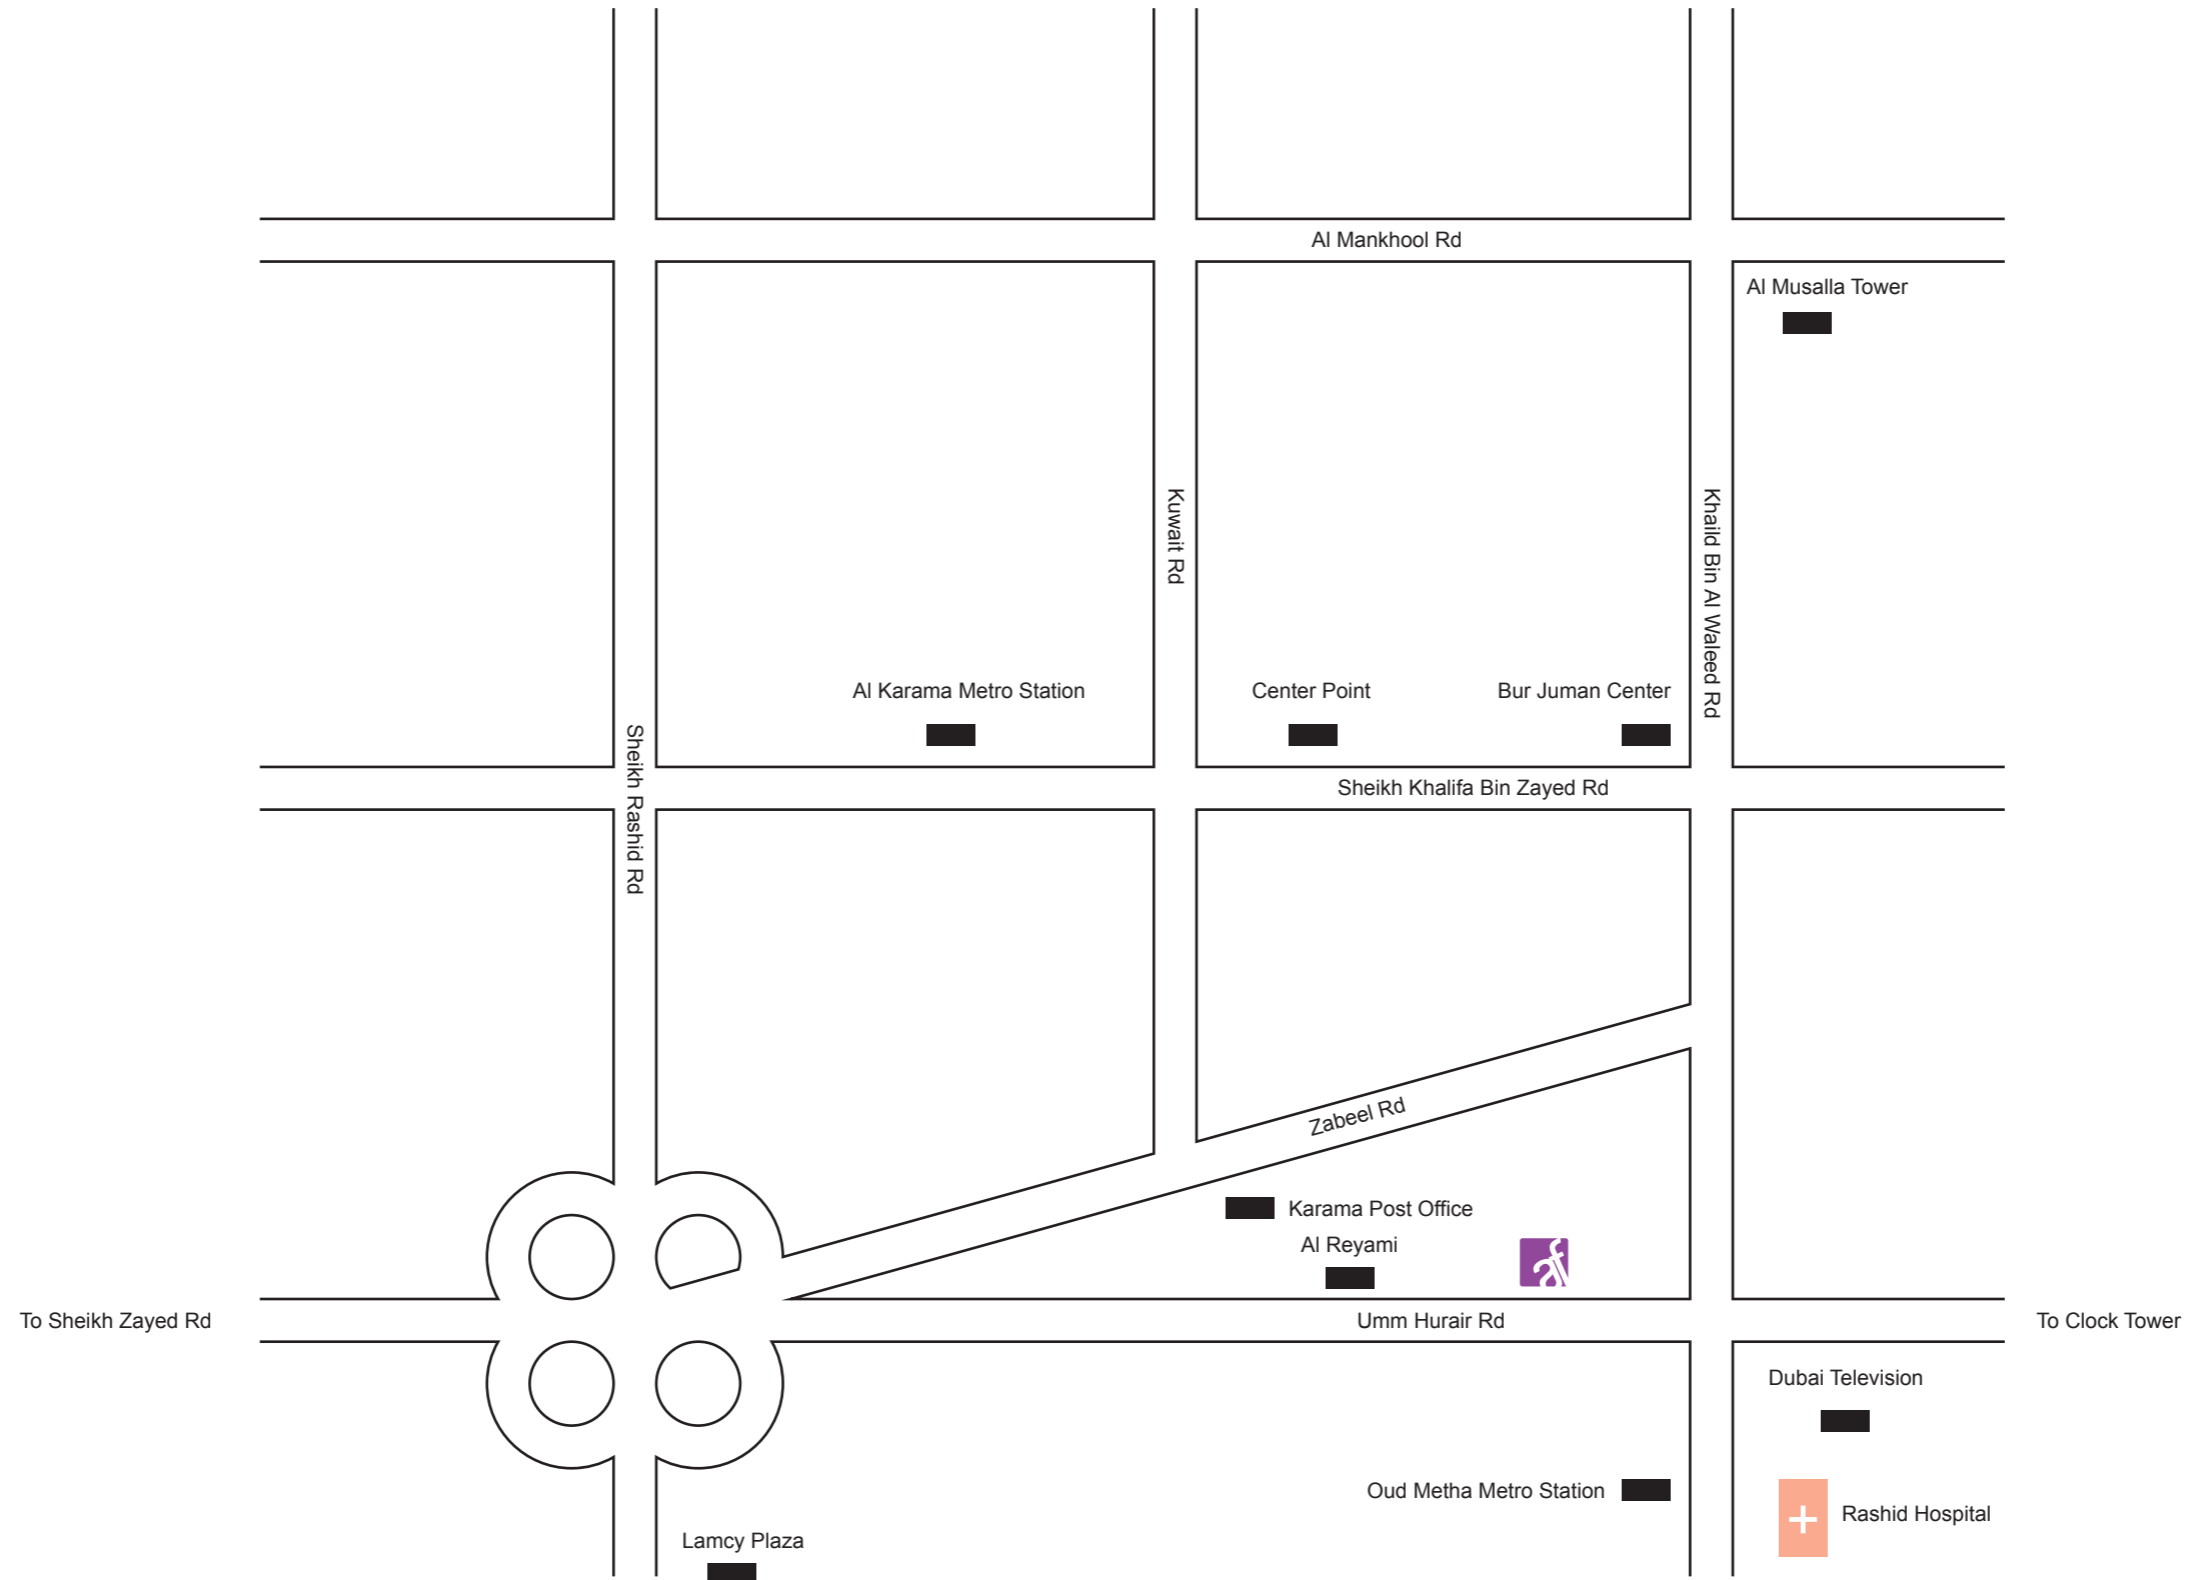 Al Mankhool Rd
Al Musalla Tower
Kuwait Rd
Khaild Bin Al Waleed Rd
Al Karama Metro Station
Center Point
Bur Juman Center
Sheikh Rashid Rd
Sheikh Khalifa Bin Zayed Rd
Zabeel Rd
Karama Post Office
Al Reyami
To Sheikh Zayed Rd
Umm Hurair Rd
To Clock Tower
Dubai Television
Oud Metha Metro Station
Rashid Hospital
Lamcy Plaza